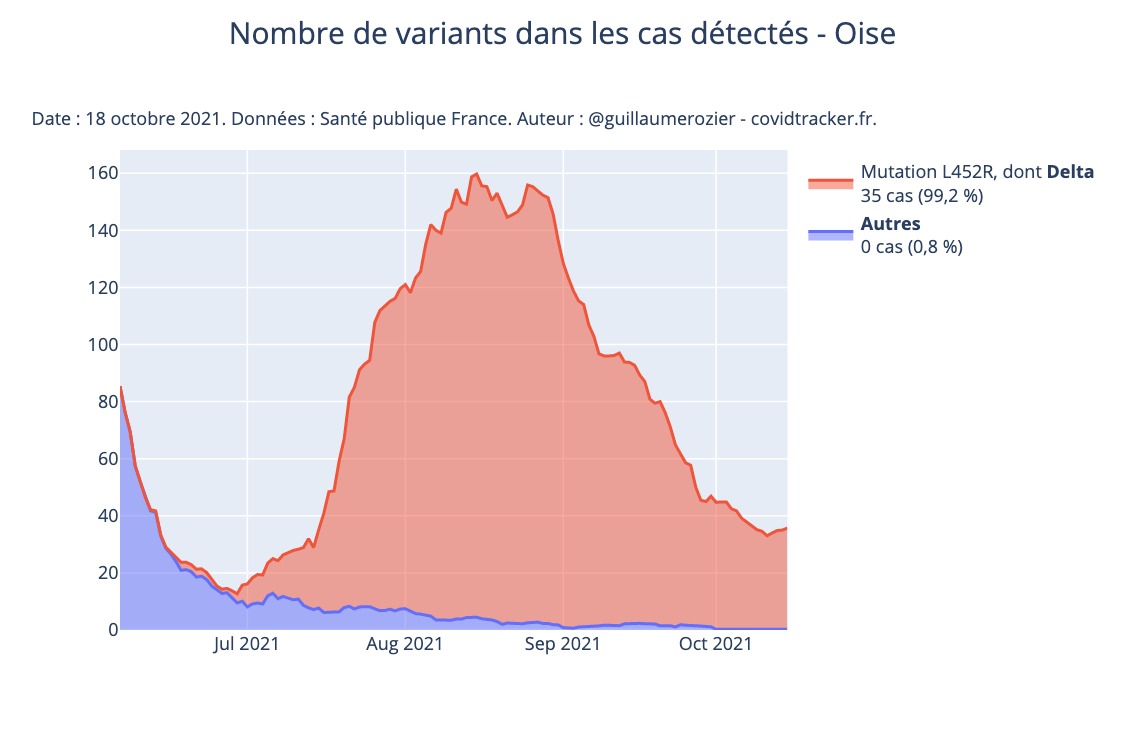 Nombre de variants dans les cas détectés - Oise
Date : 18 octobre 2021. Données : Santé publique France. Auteur : @guillaumerozier - covidtracker.fr.
Mutation L452R, dont Delta
35 cas (99,2 %)
Autres
0 cas (0,8 %)
160
140
120
100
80
60
40
20
0
Jul 2021
Aug 2021
Sep 2021
Oct 2021